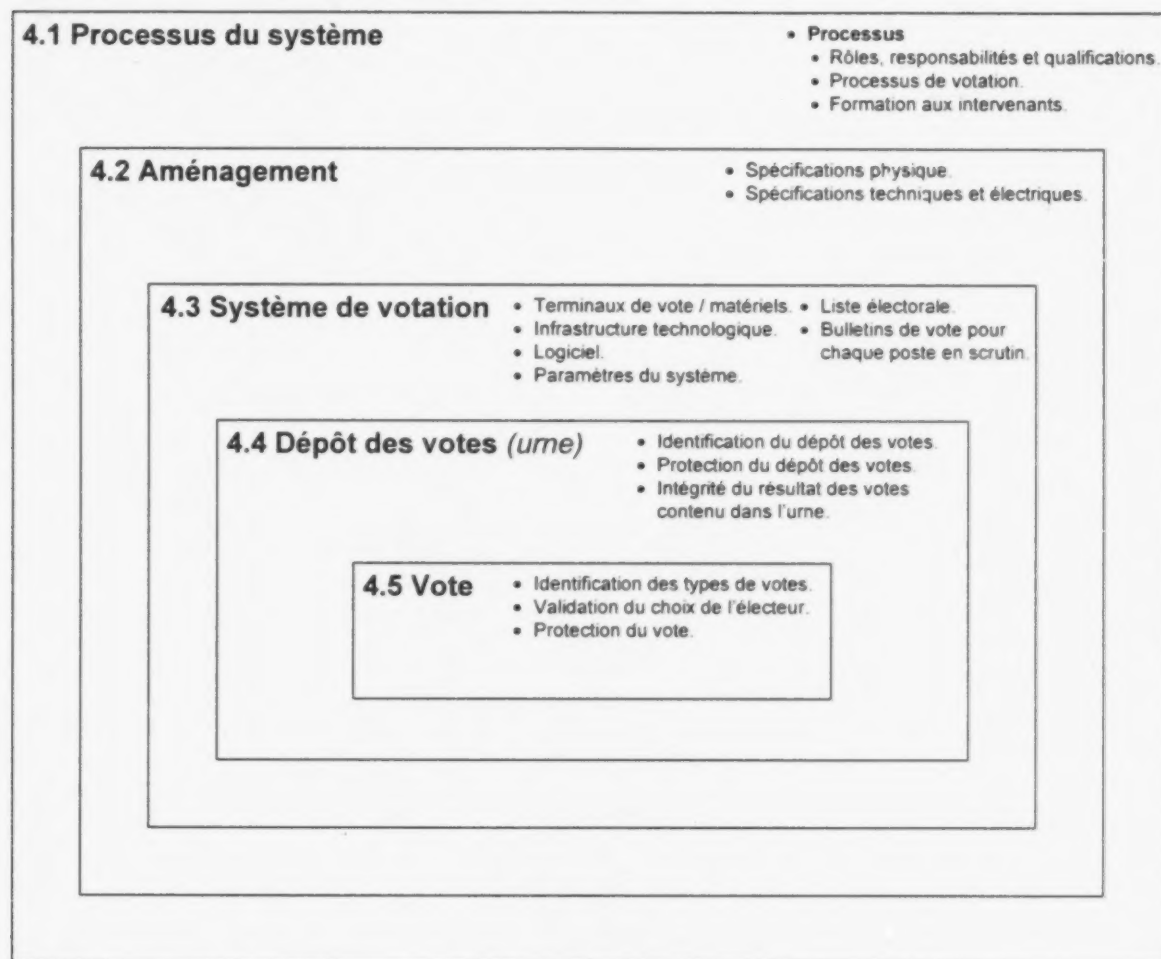 4.1 Processus du système
• Processus
• Rôles, responsabilités et qualifications.
• Processus de votation.
• Formation aux intervenants.
4.2 Aménagement
• Spécifications physique.
• Spécifications techniques et électriques.
4.3 Système de votation
• Terminaux de vote / matériels.
• Infrastructure technologique.
• Logiciel.
• Paramètres du système.
• Liste électorale.
• Bulletins de vote pour
chaque poste en scrutin.
4.4 Dépôt des votes (urne)
• Identification du dépôt des votes.
• Protection du dépôt des votes.
• Intégrité du résultat des votes
contenu dans l'urne.
4.5 Vote
• Identification des types de votes.
• Validation du choix de l'électeur.
• Protection du vote.